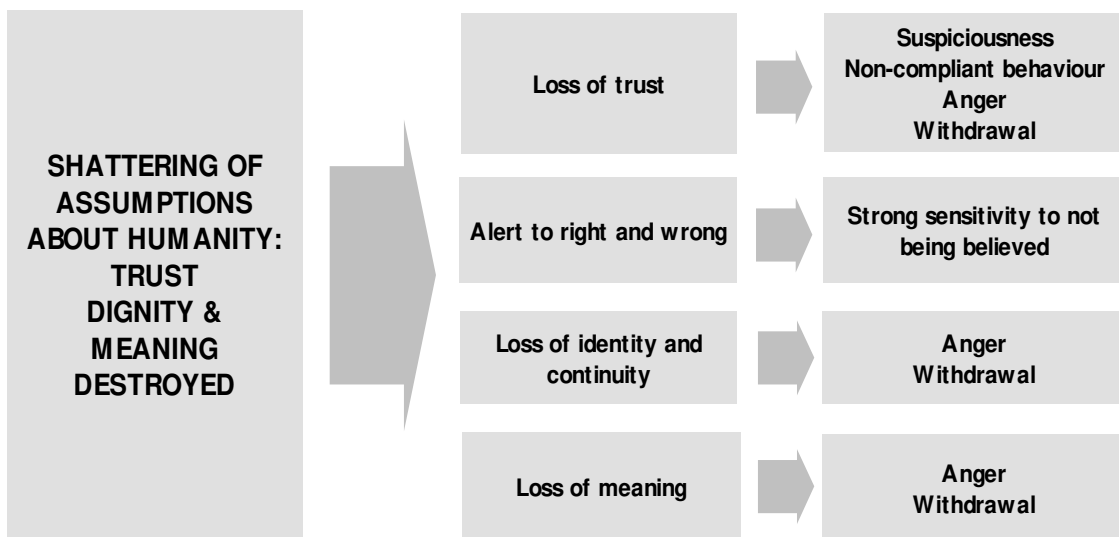 SHATTERING OF
ASSUMPTIONS
ABOUT HUMANITY:
TRUST
DIGNITY &
MEANING
DESTROYED
Loss of trust
Suspiciousness
Non-compliant behaviour
Anger
Withdrawal
Alert to right and wrong
Strong sensitivity to not
being believed
Loss of identity and
continuity
Anger
Withdrawal
Loss of meaning
Anger
Withdrawal